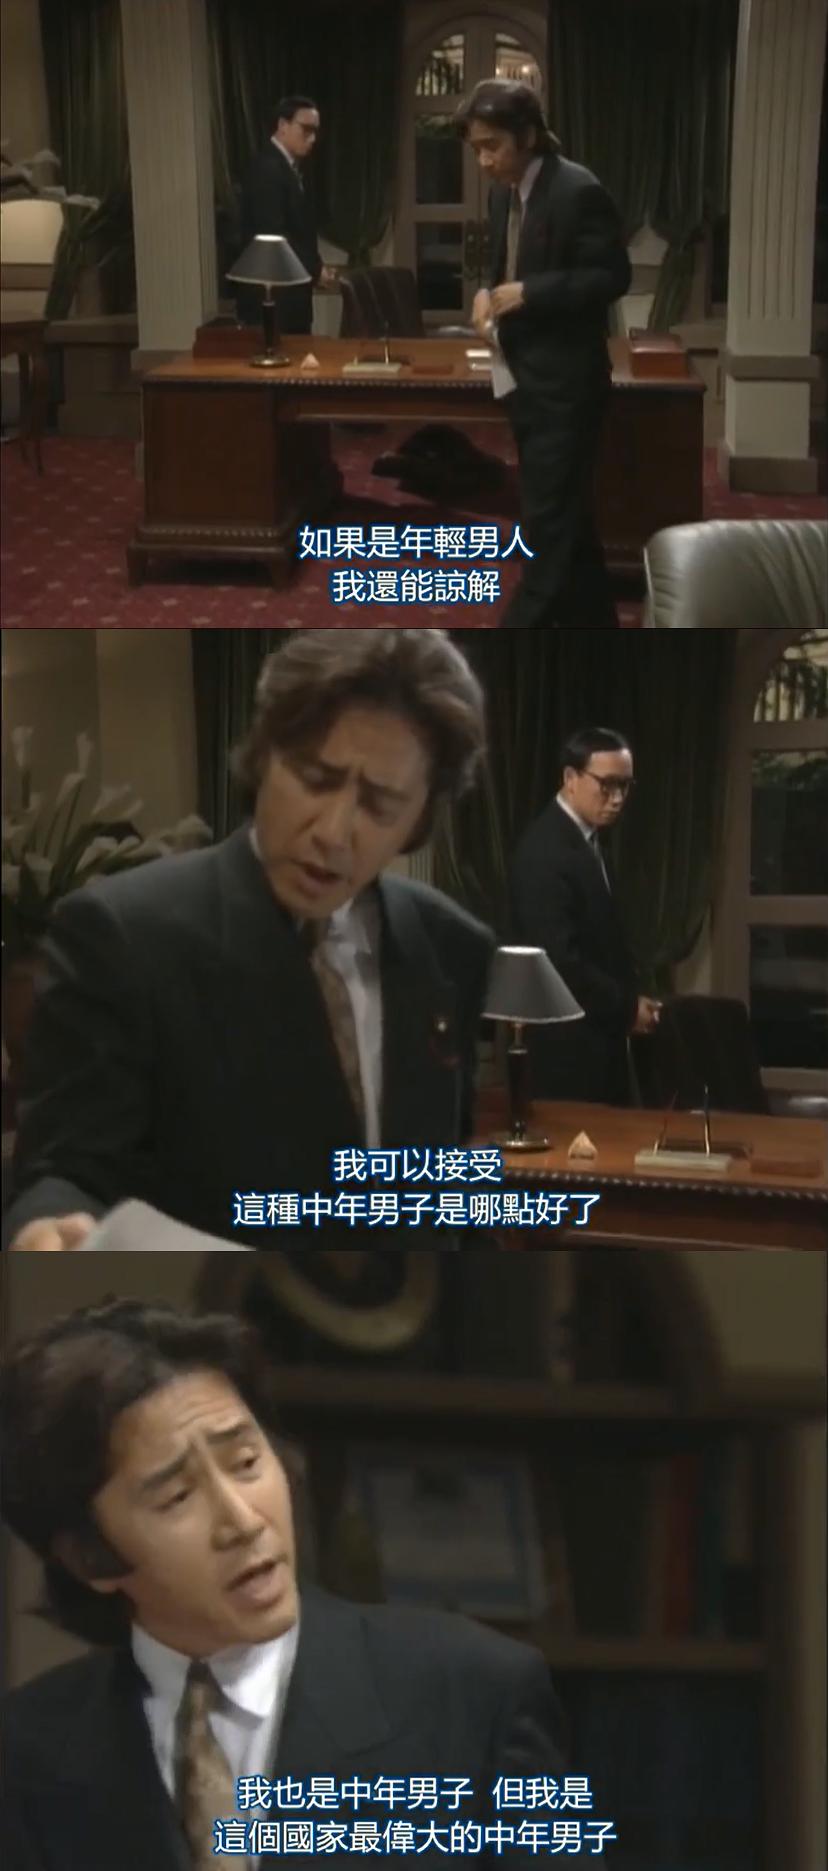 如果是年輕男人
我還能諒解
我可以接受
這種中年男子是哪點好了
我也是中年男子 但我是
這個國家最偉大的中年男子